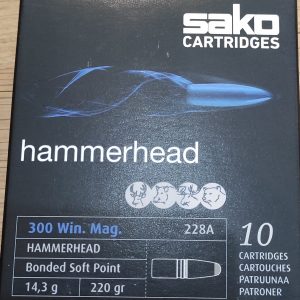 sako
CARTRIDGES
hammerhead
300 Win. Mag. 228A
HAMMERHEAD
Bonded Soft Point
14,3 g 220 gr
10
CARTRIDGES
CARTOUCHES
PATRUUNAA
PATRONER